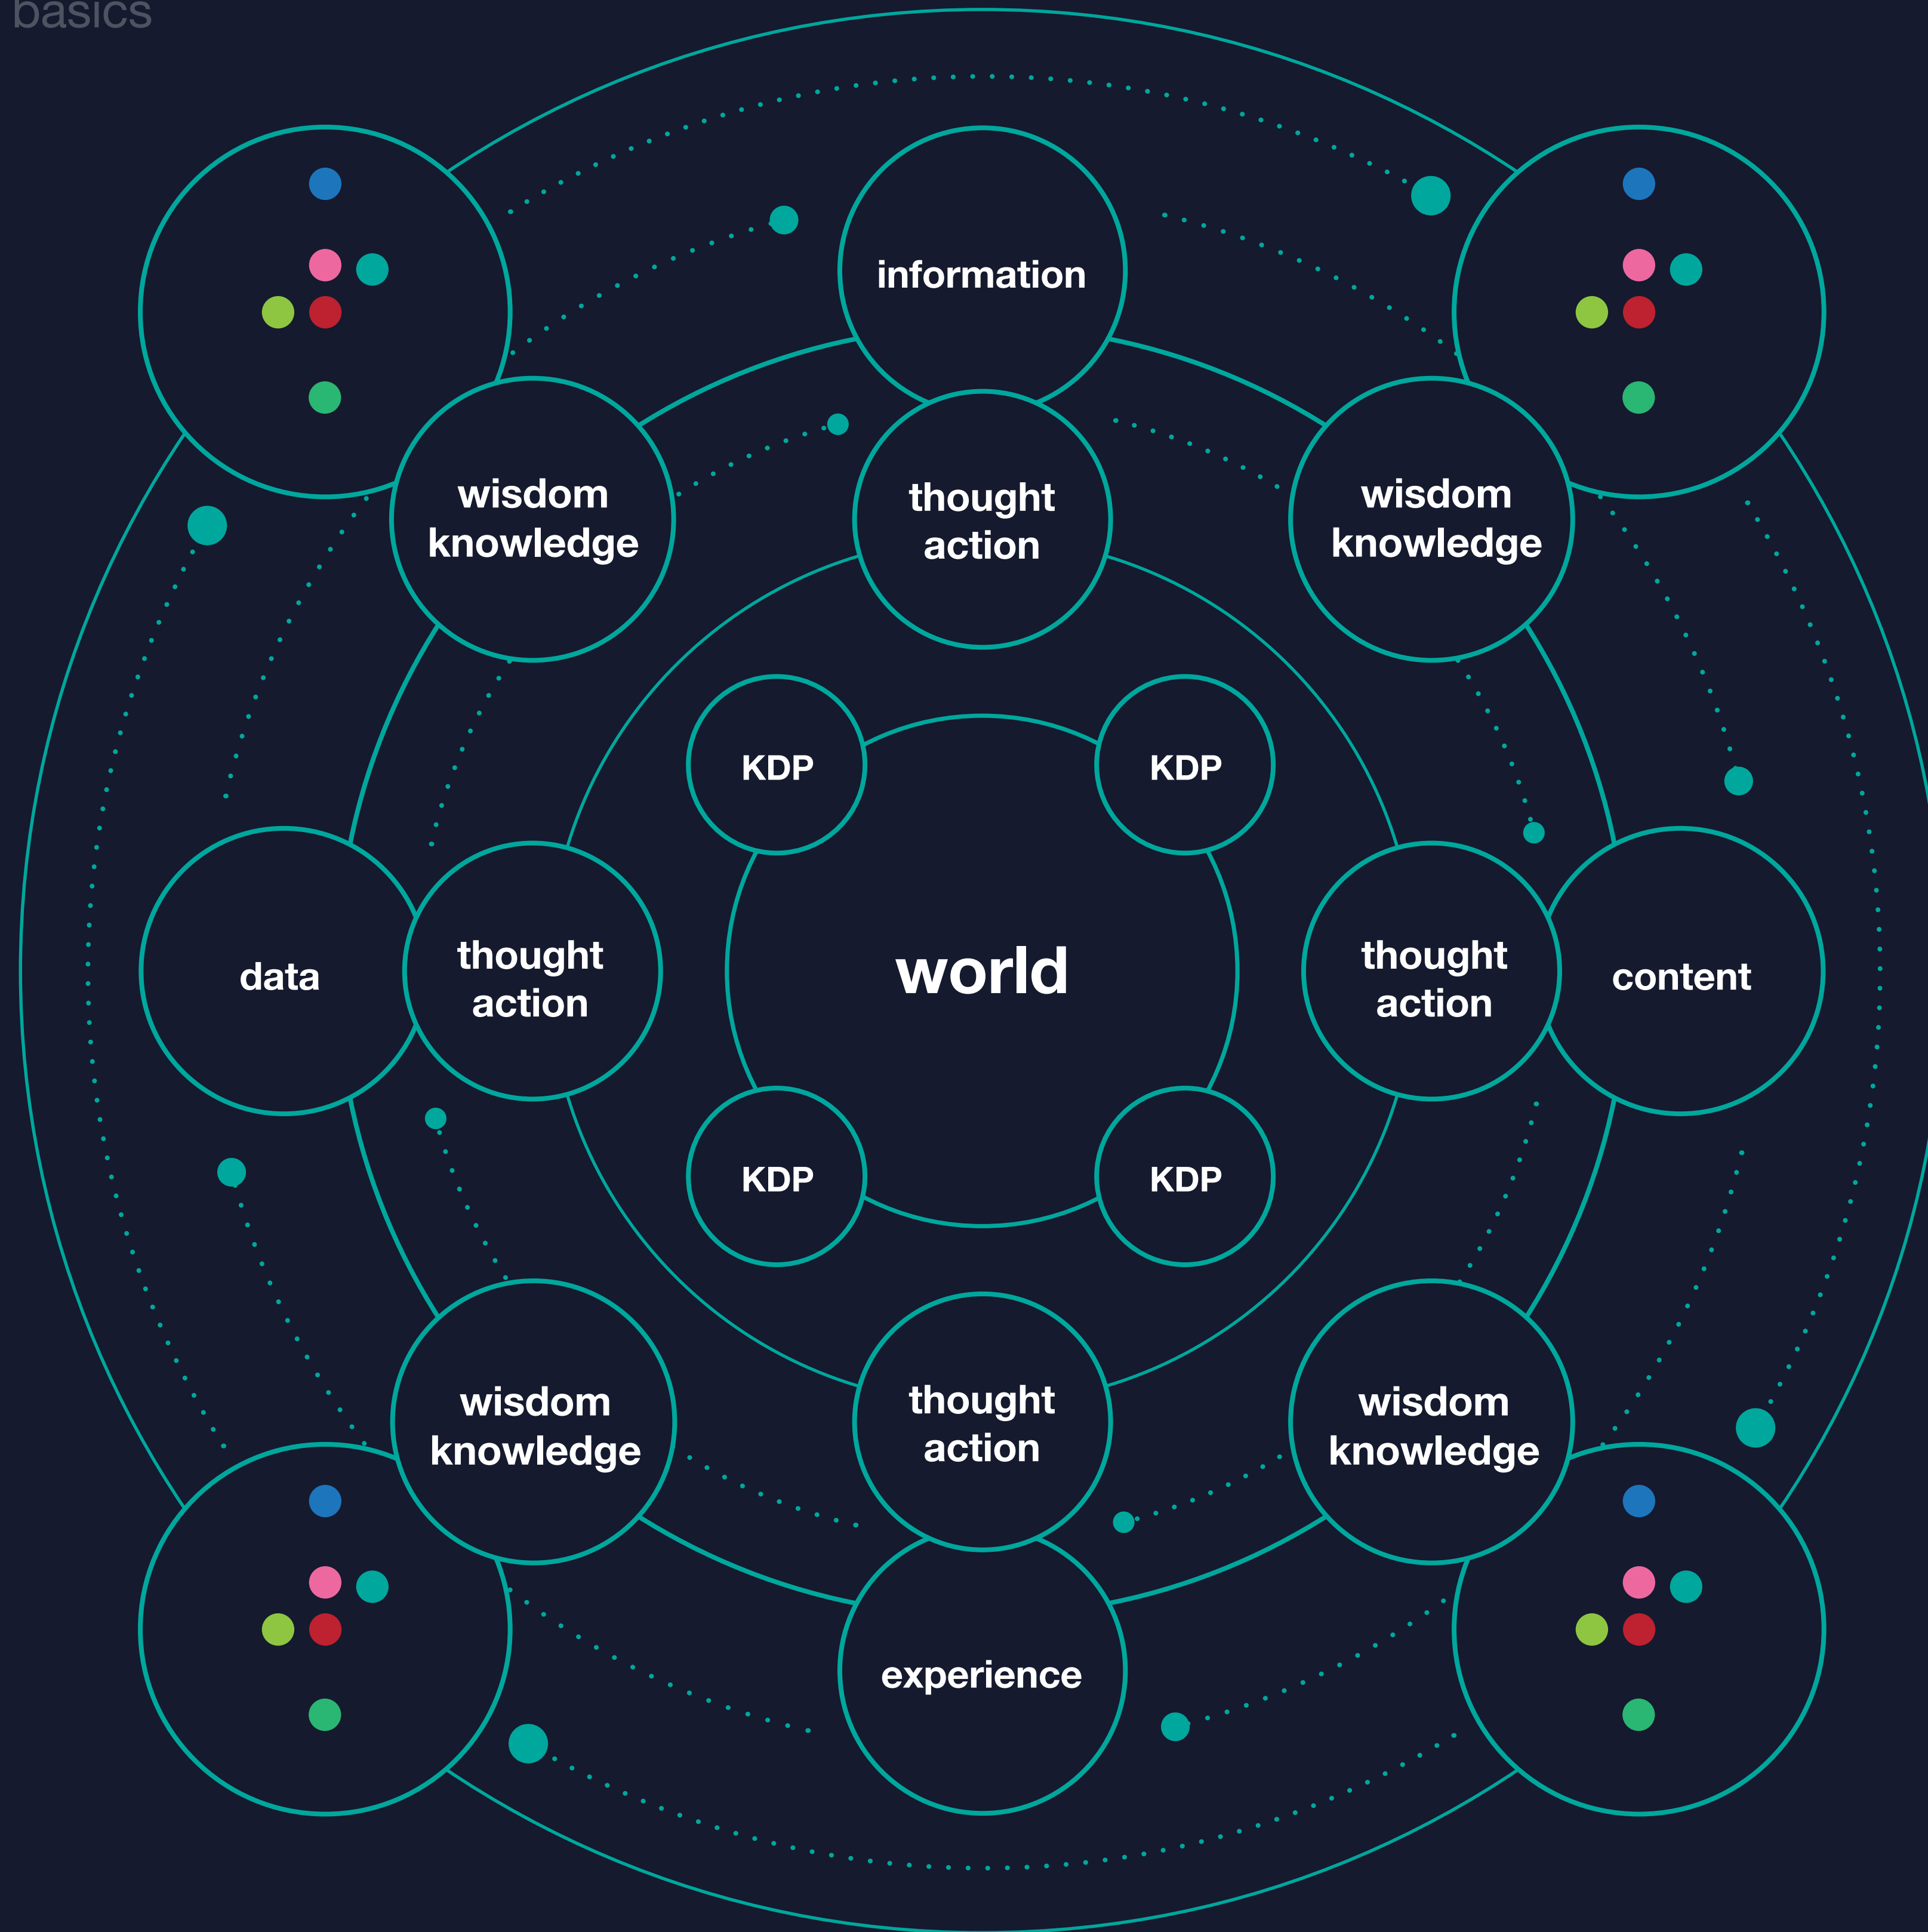 basics
information
wisdom
knowledge
thought
action
wisdom
knowledge
KDP
KDP
data
thought
action
world
thought
action
content
KDP
KDP
wisdom
knowledge
thought
action
wisdom
knowledge
experience